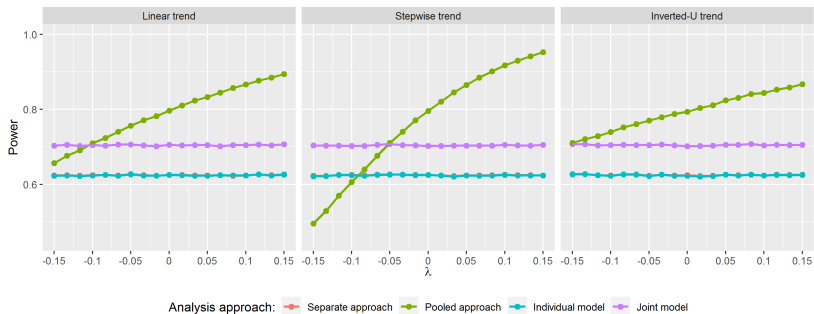 Linear trend
Stepwise trend
Inverted-U trend
Power
1.0
0.8
0.6
-0.15 -0.1 -0.05 0 0.05 0.1 0.15
-0.15 -0.1 -0.05 0 0.05 0.1 0.15
-0.15 -0.1 -0.05 0 0.05 0.1 0.15
λ
Analysis approach: Separate approach Pooled approach Individual model Joint model